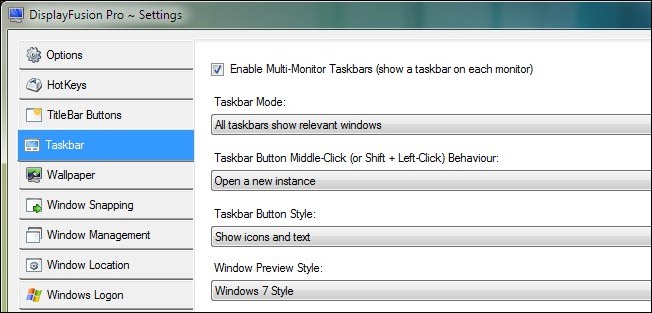 DisplayFusion Pro ~ Settings
Options
HotKeys
TitleBar Buttons
Taskbar
Wallpaper
Window Snapping
Window Management
Window Location
Windows Logon
Enable Multi-Monitor Taskbars (show a taskbar on each monitor)
Taskbar Mode:
All taskbars show relevant windows
Taskbar Button Middle-Click (or Shift + Left-Click) Behaviour:
Open a new instance
Taskbar Button Style:
Show icons and text
Window Preview Style:
Windows 7 Style